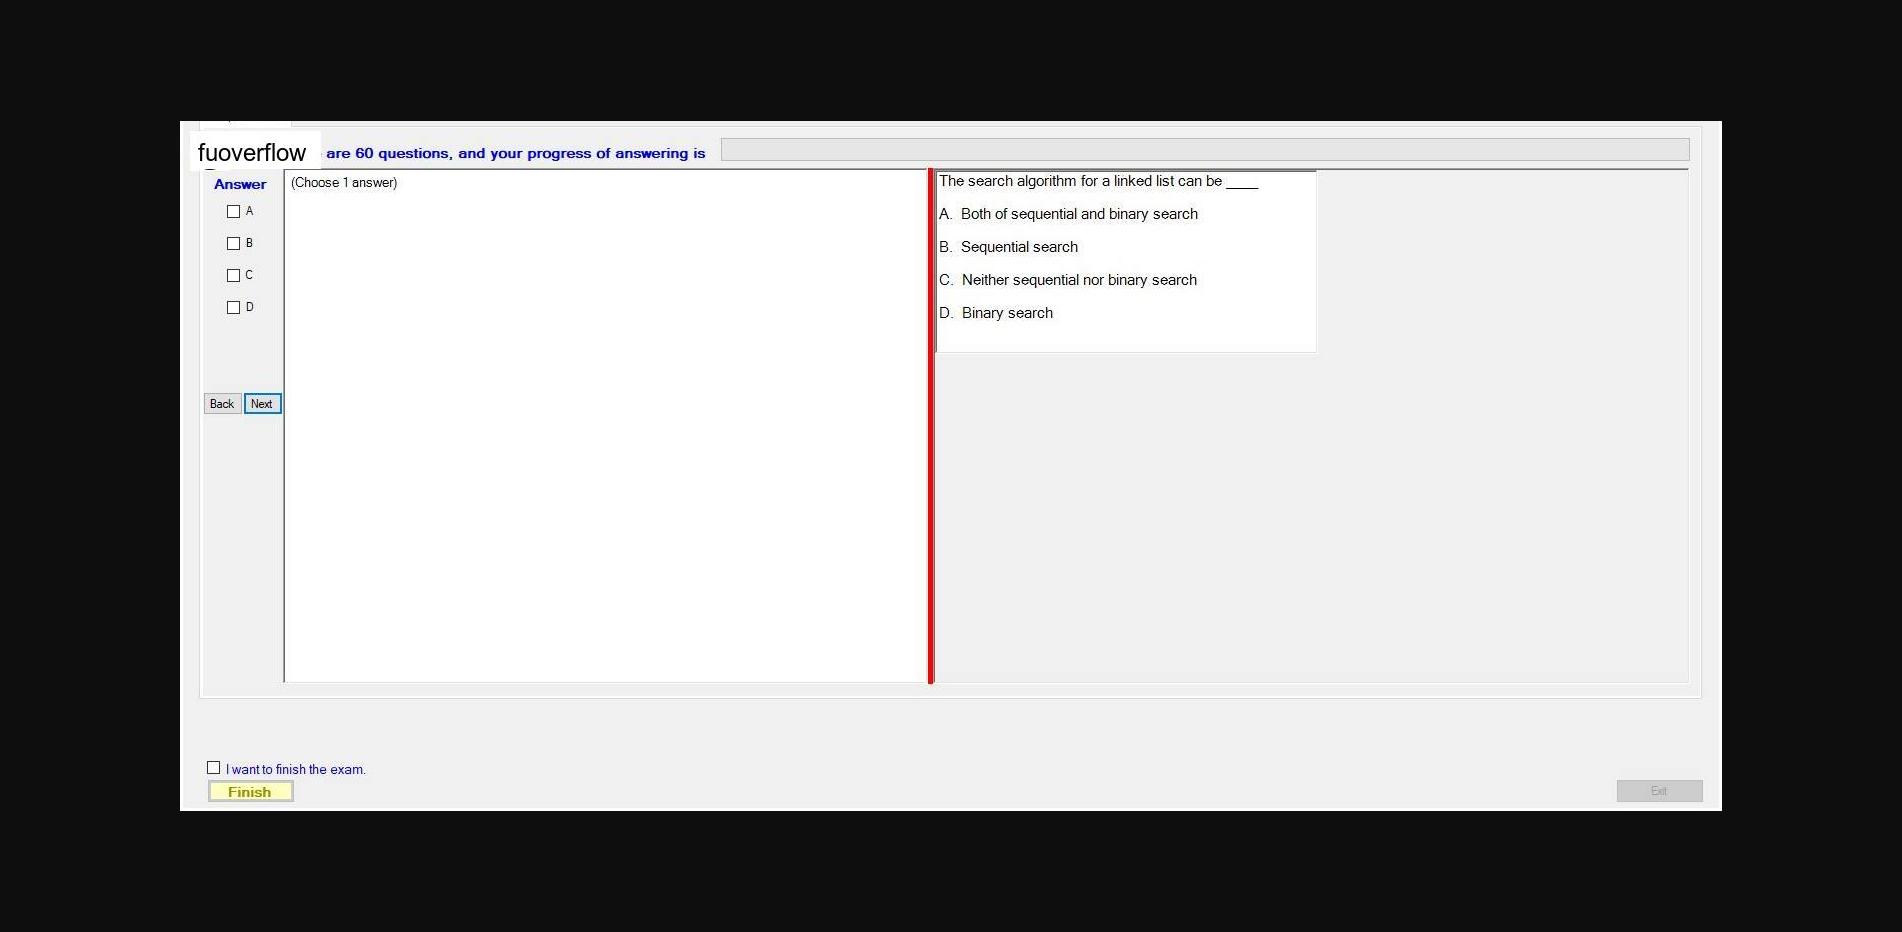 fuoverflow
are 60 questions, and your progress of answering is
Answer
(Choose 1 answer)
A
B
C
D
Back Next
The search algorithm for a linked list can be ____
A. Both of sequential and binary search
B. Sequential search
C. Neither sequential nor binary search
D. Binary search
I want to finish the exam.
Finish
Exit